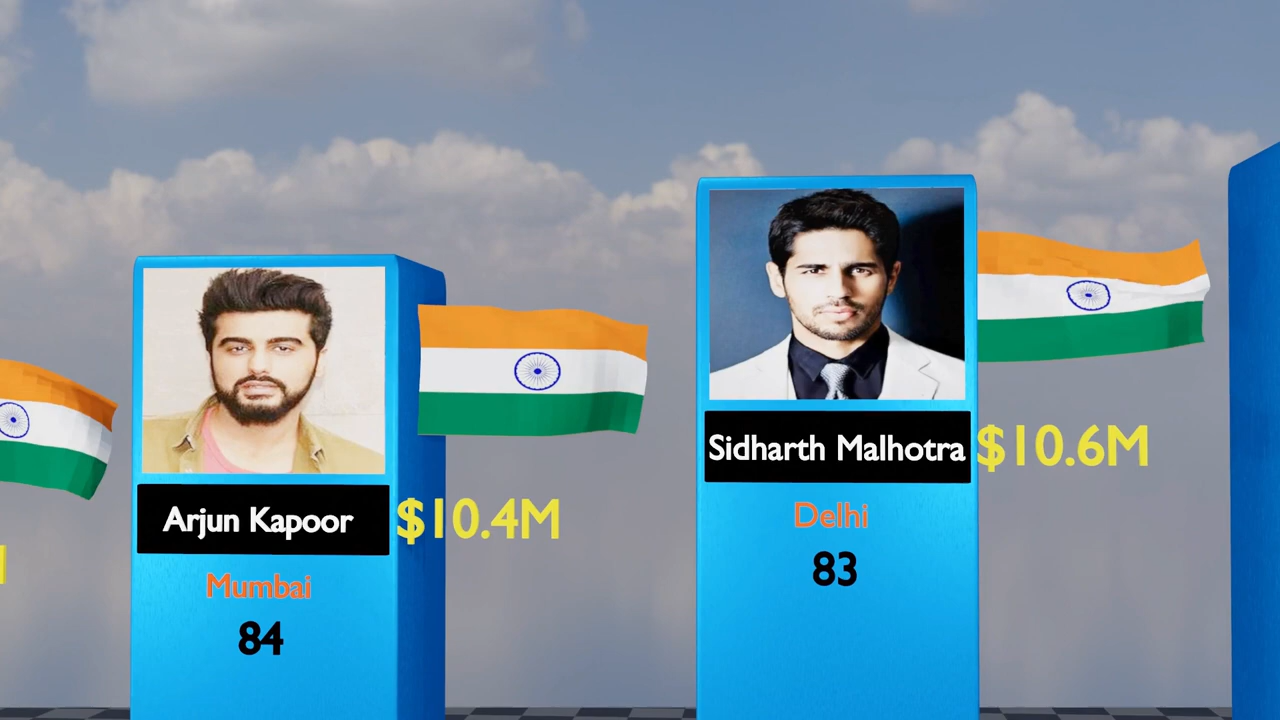 Arjun Kapoor
$10.4M
Mumbai
84
Sidharth Malhotra
$10.6M
Delhi
83